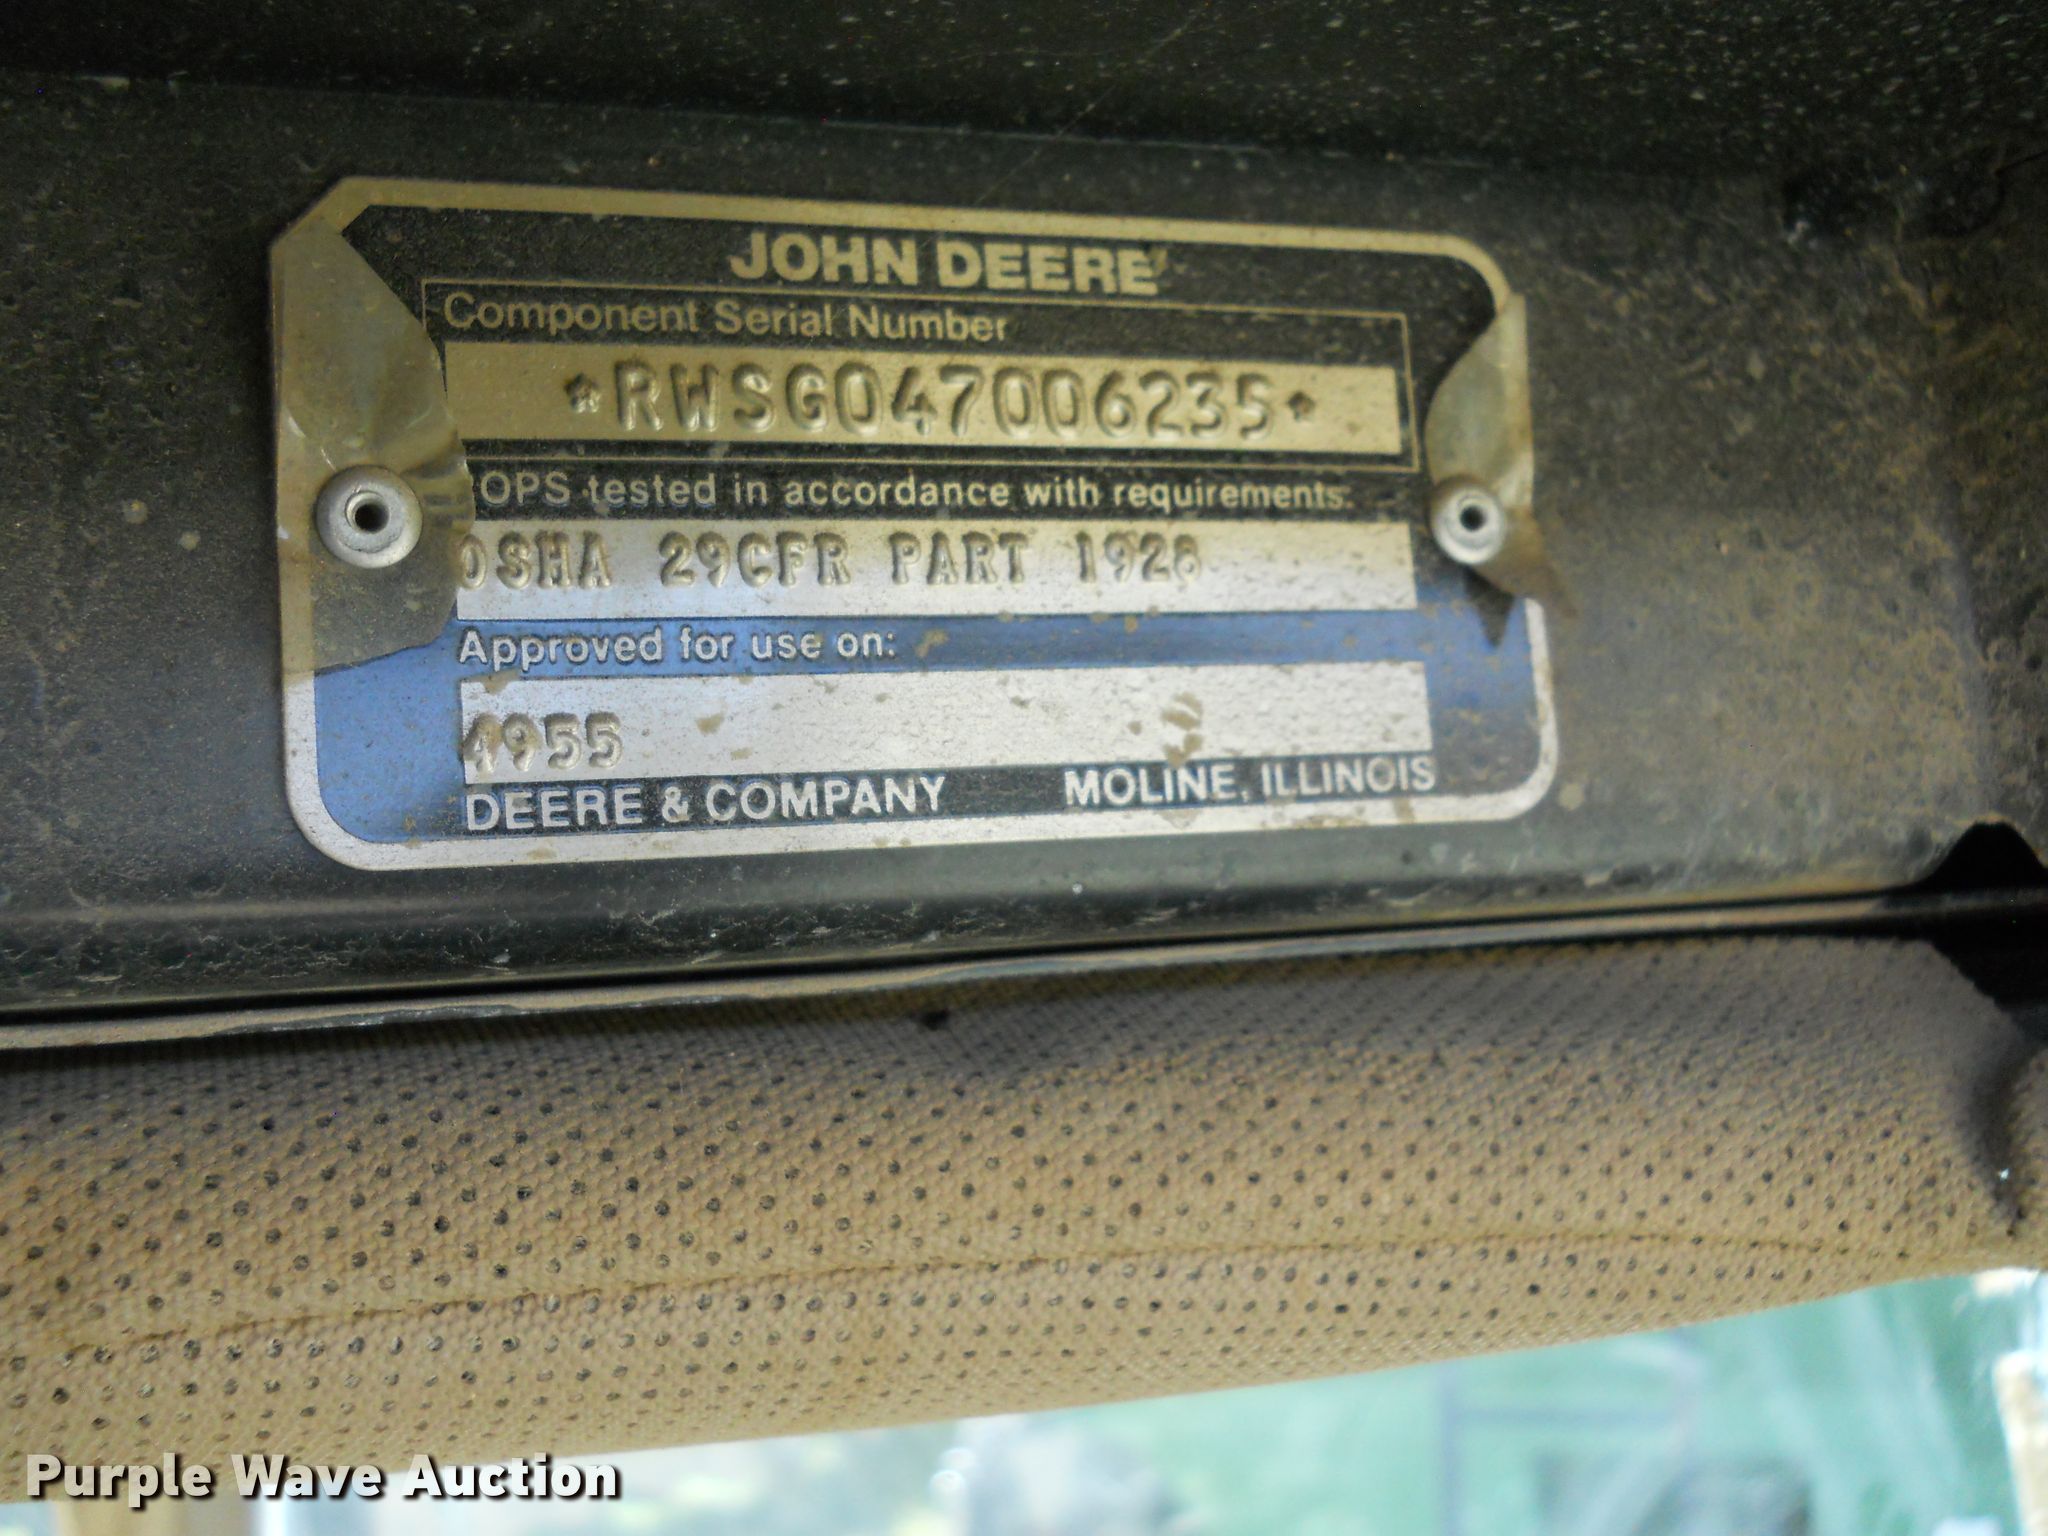 JOHN DEERE
Component Serial Number
*RWSG047006235*
OPS tested in accordance with requirements:
OSHA 29CFR PART 1928
Approved for use on:
4955
DEERE & COMPANY MOLINE, ILLINOIS
Purple Wave Auction